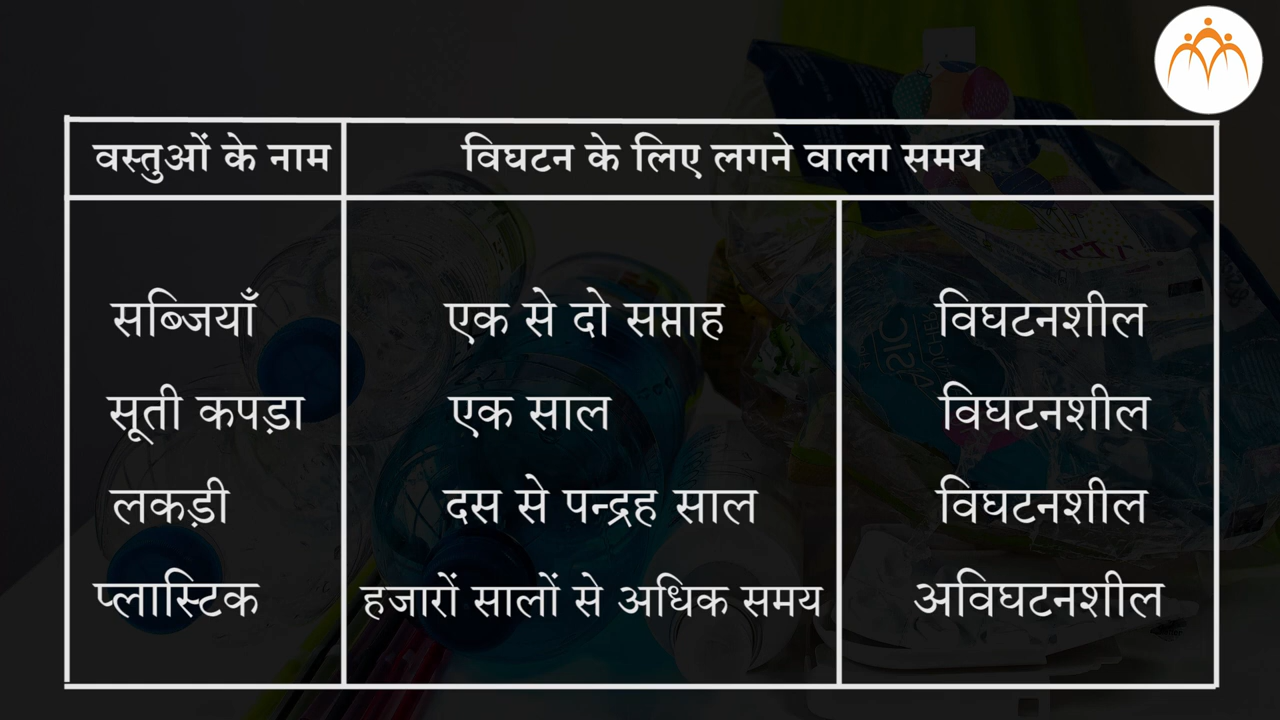 वस्तुओं के नाम विघटन के लिए लगने वाला समय
सब्जियाँ एक से दो सप्ताह विघटनशील
सूती कपड़ा एक साल विघटनशील
लकड़ी दस से पन्द्रह साल विघटनशील
प्लास्टिक हजारों सालों से अधिक समय अविघटनशील